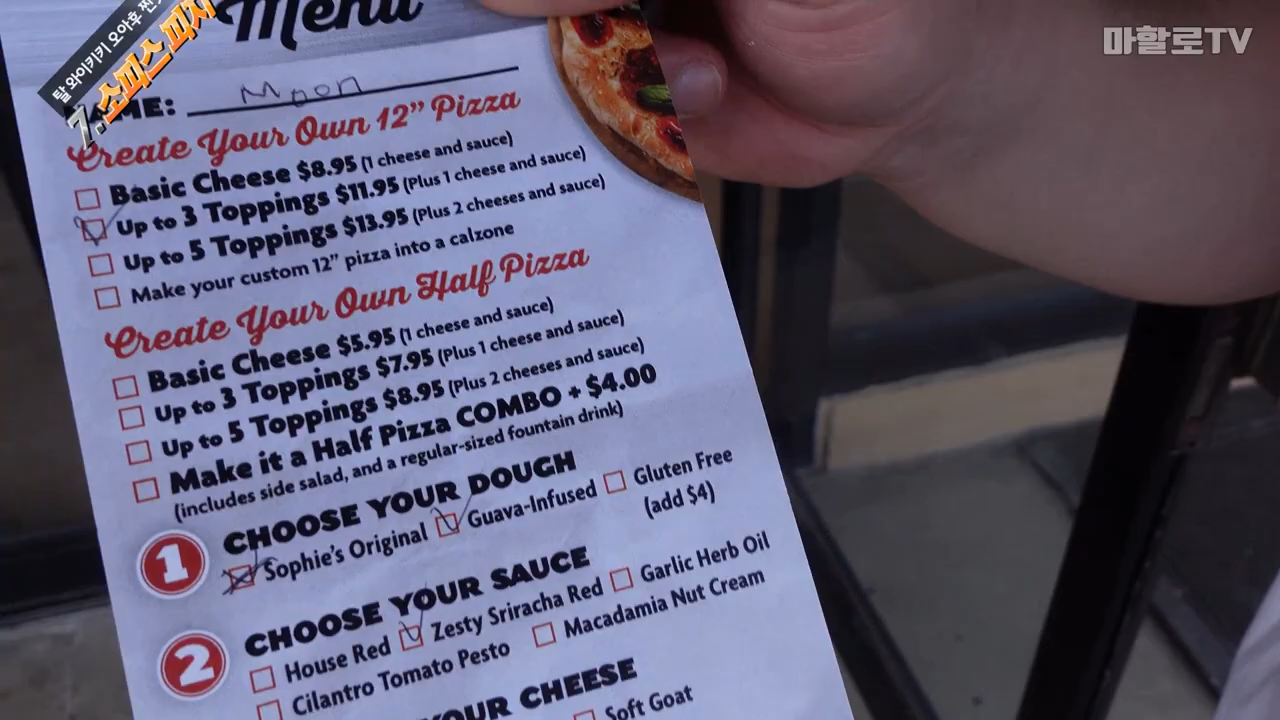 Menu
탈 와이키키 오아후 찐
7. 소피스 피자
마할로TV
NAME: Moon
Create Your Own 12" Pizza
Basic Cheese $8.95 (1 cheese and sauce)
Up to 3 Toppings $11.95 (Plus 1 cheese and sauce)
Up to 5 Toppings $13.95 (Plus 2 cheeses and sauce)
Make your custom 12" pizza into a calzone
Create Your Own Half Pizza
Basic Cheese $5.95 (1 cheese and sauce)
Up to 3 Toppings $7.95 (Plus 1 cheese and sauce)
Up to 5 Toppings $8.95 (Plus 2 cheeses and sauce)
Make it a Half Pizza COMBO + $4.00
(includes side salad, and a regular-sized fountain drink)
1 CHOOSE YOUR DOUGH
Sophie's Original Guava-Infused Gluten Free
(add $4)
2 CHOOSE YOUR SAUCE
House Red Zesty Sriracha Red Garlic Herb Oil
Cilantro Tomato Pesto Macadamia Nut Cream
YOUR CHEESE
Soft Goat